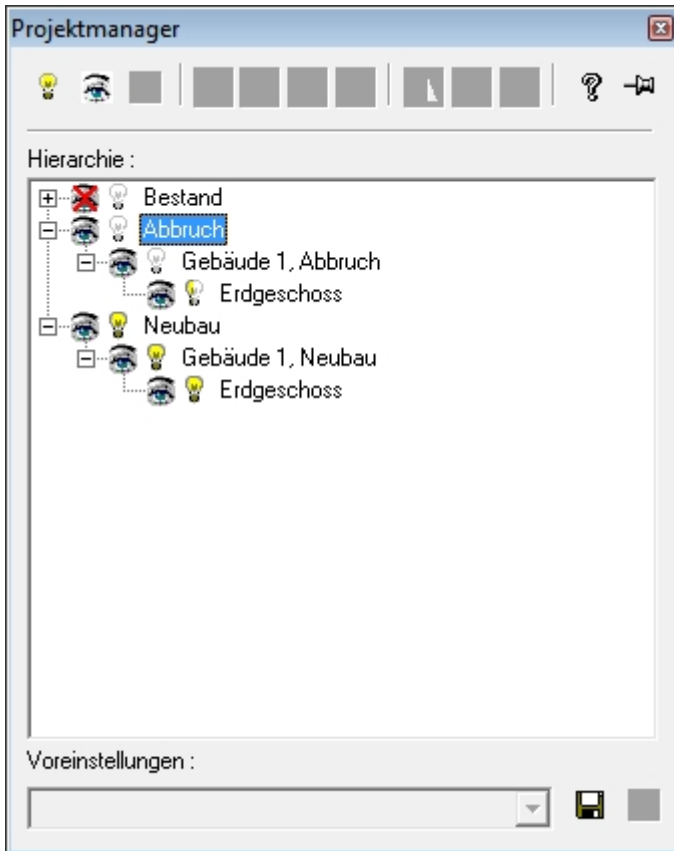 Projektmanager
Hierarchie :
Bestand
Abbruch
Gebäude 1, Abbruch
Erdgeschoss
Neubau
Gebäude 1, Neubau
Erdgeschoss
Voreinstellungen :